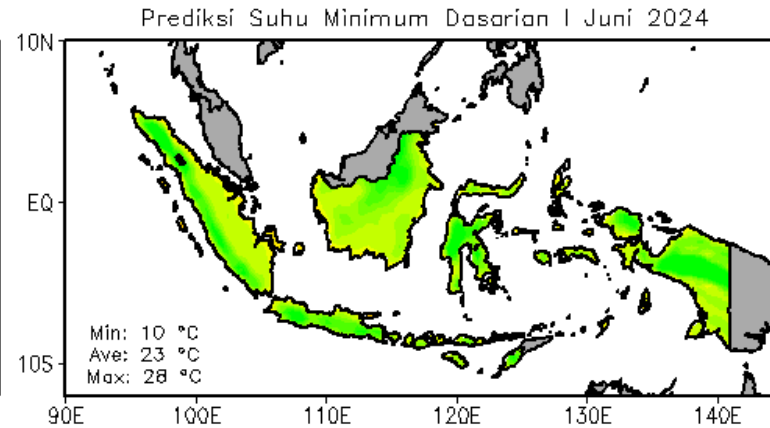 Prediksi Suhu Minimum Dasarian I Juni 2024
10N
EQ
10S
Min: 10 °C
Ave: 23 °C
Max: 28 °C
90E 100E 110E 120E 130E 140E